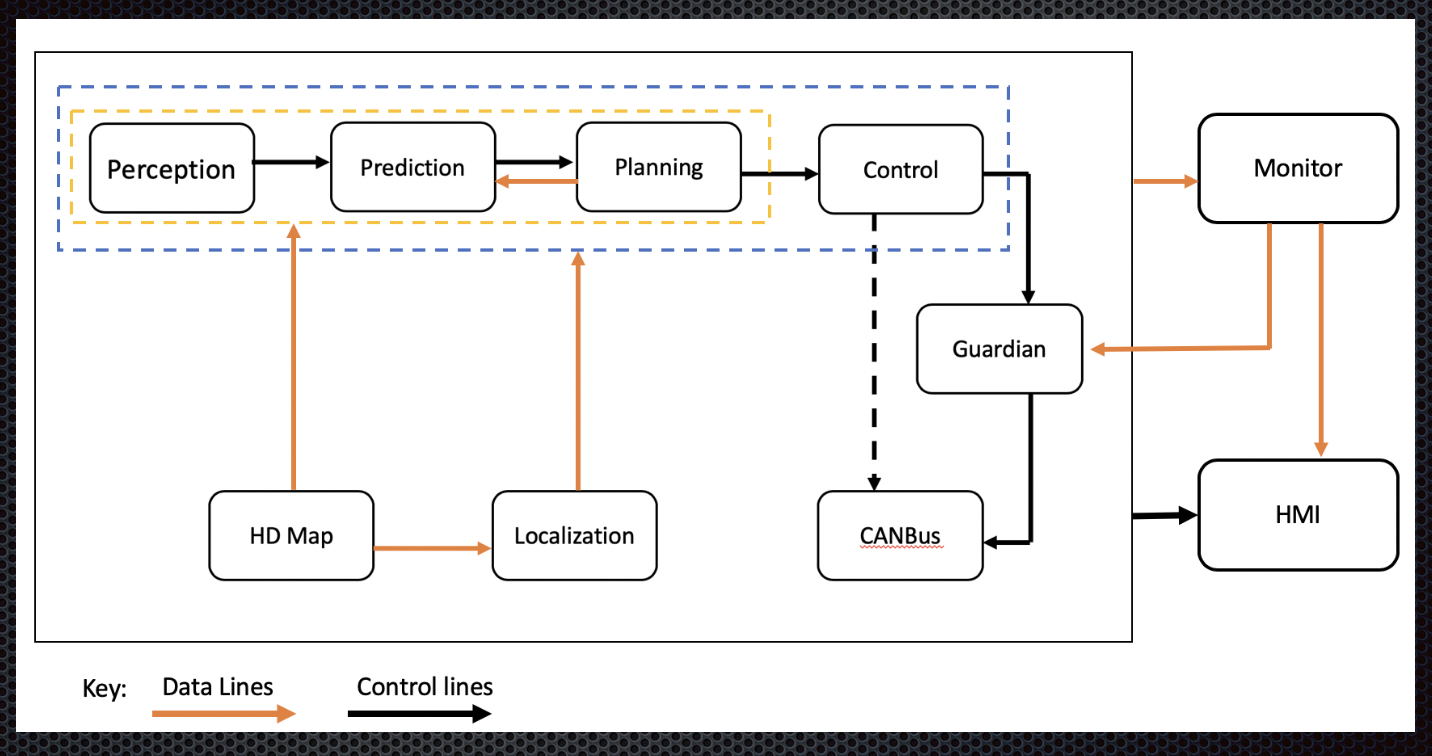 Perception
Prediction
Planning
Control
Monitor
Guardian
HD Map
Localization
CANBus
HMI
Key:
Data Lines
Control lines